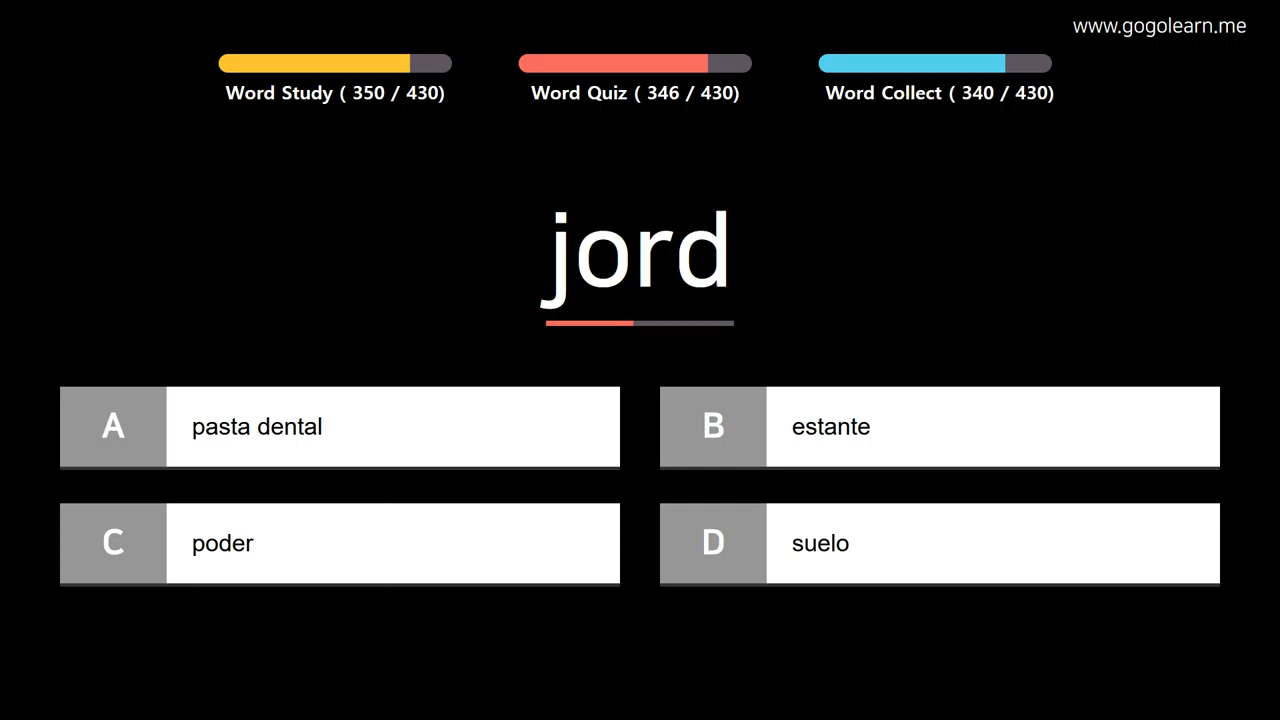 www.gogolearn.me
Word Study ( 350 / 430)
Word Quiz ( 346 / 430)
Word Collect ( 340 / 430)
jord
A pasta dental
B estante
C poder
D suelo